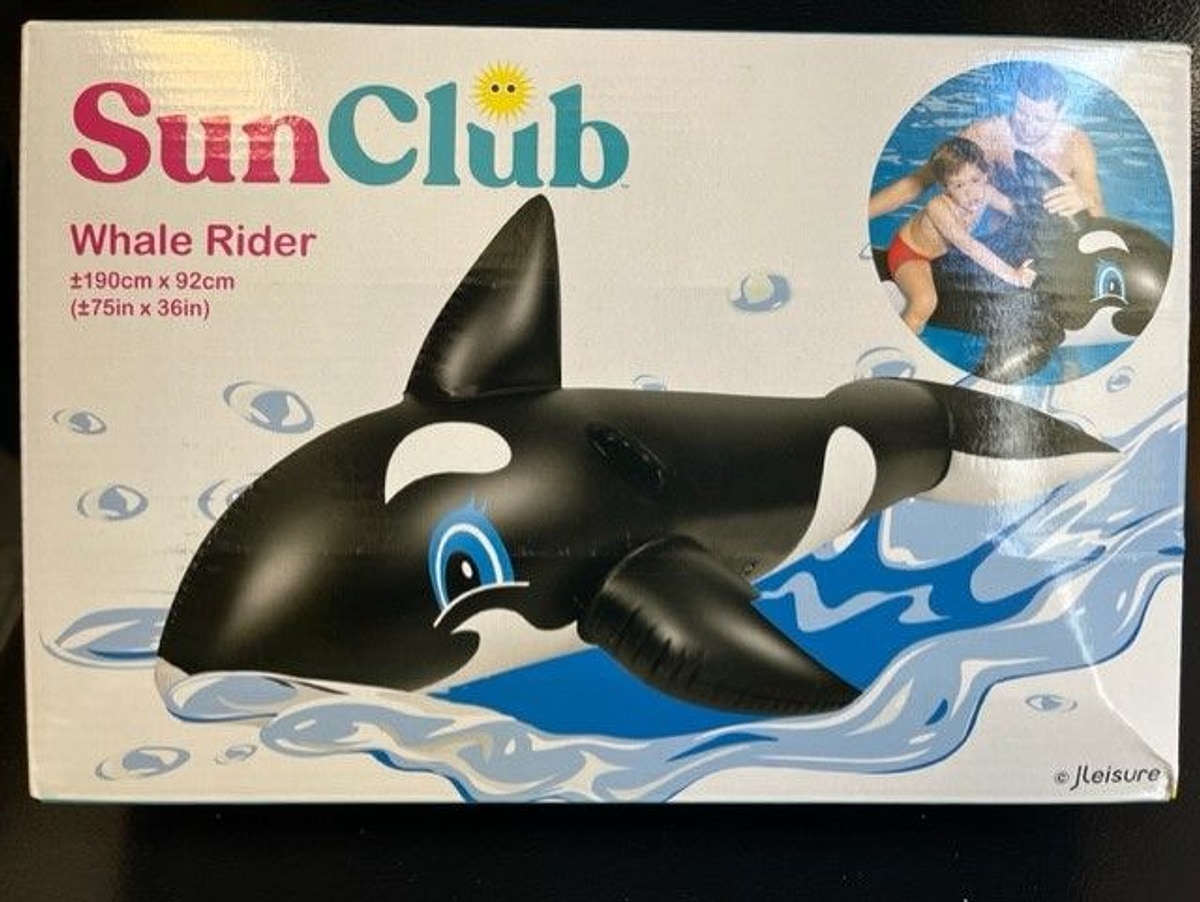 SunClub
Whale Rider
±190cm x 92cm
(±75in x 36in)
© JLeisure